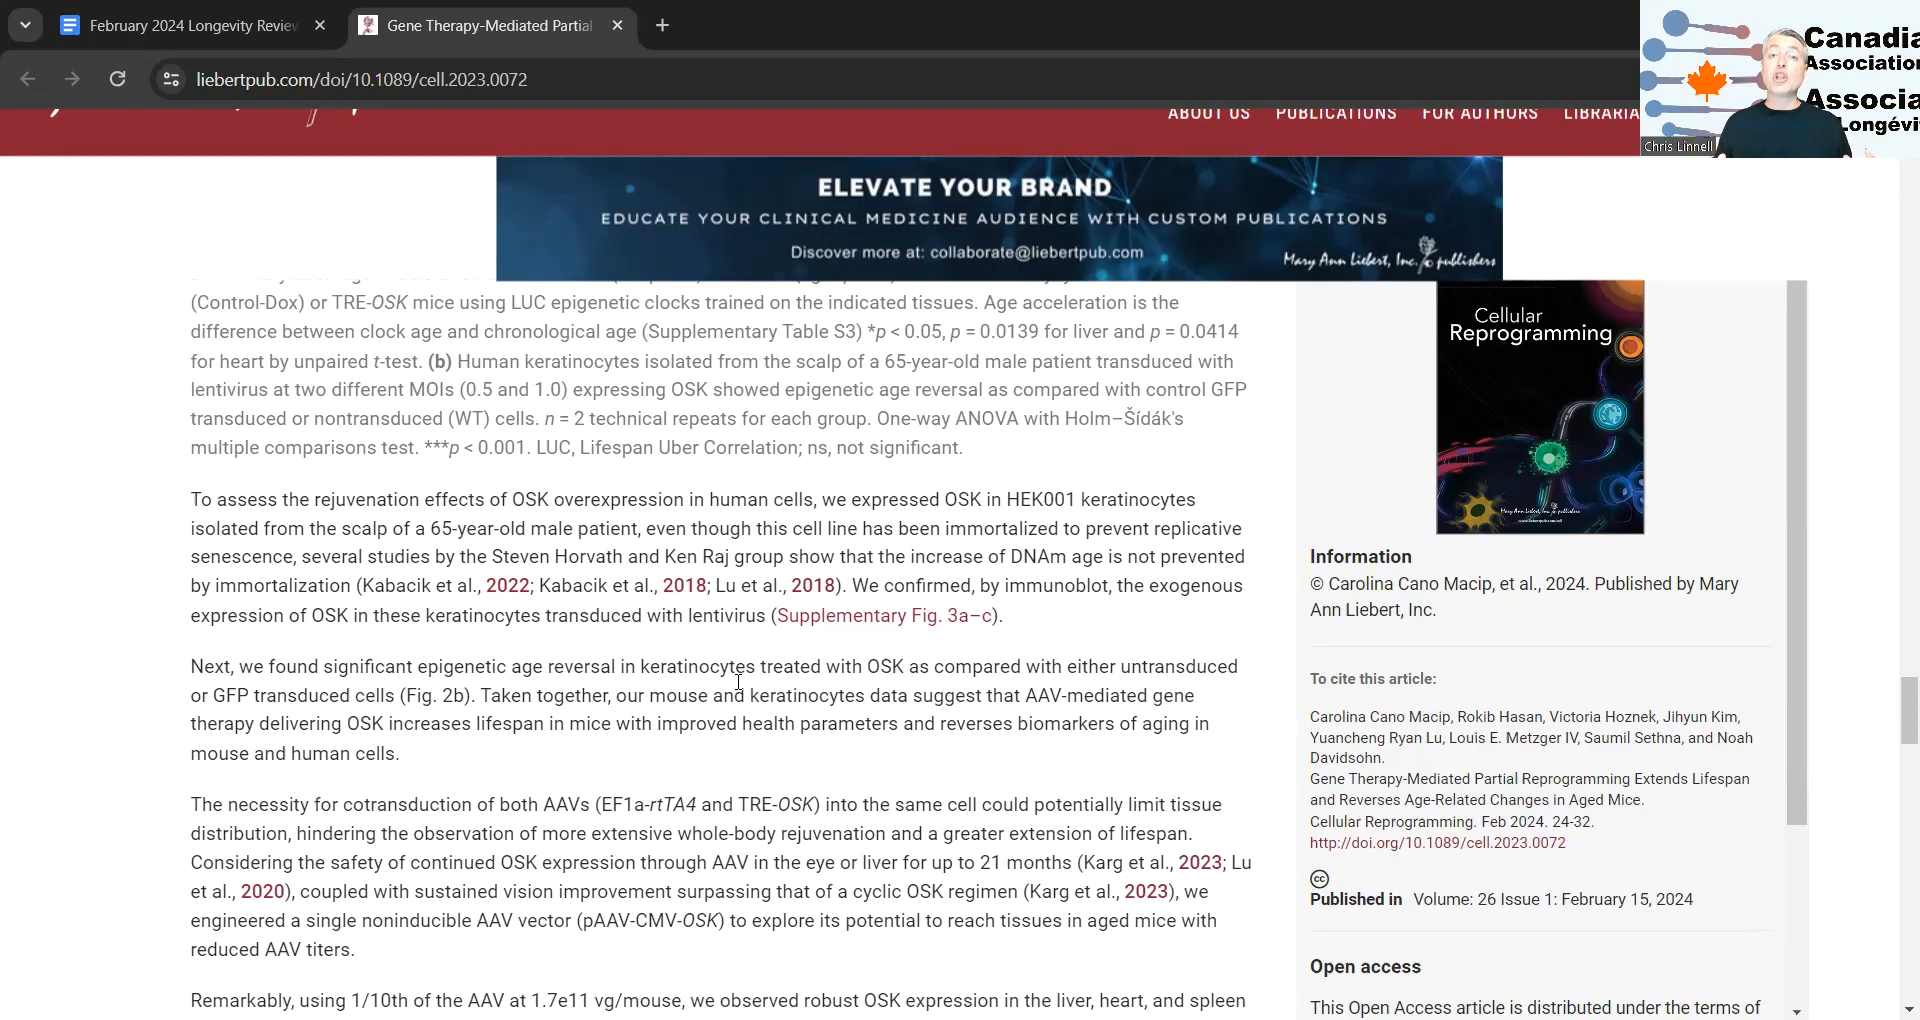 February 2024 Longevity Review
Gene Therapy-Mediated Partial
liebertpub.com/doi/10.1089/cell.2023.0072
ABOUT US PUBLICATIONS FOR AUTHORS LIBRARIA
Canadia
Association
Associa
Longévi
Chris Linnell
ELEVATE YOUR BRAND
EDUCATE YOUR CLINICAL MEDICINE AUDIENCE WITH CUSTOM PUBLICATIONS
Discover more at: collaborate@liebertpub.com
Mary Ann Liebert, Inc. publishers
(Control-Dox) or TRE-OSK mice using LUC epigenetic clocks trained on the indicated tissues. Age acceleration is the
difference between clock age and chronological age (Supplementary Table S3) *p < 0.05, p = 0.0139 for liver and p = 0.0414
for heart by unpaired t-test. (b) Human keratinocytes isolated from the scalp of a 65-year-old male patient transduced with
lentivirus at two different MOIs (0.5 and 1.0) expressing OSK showed epigenetic age reversal as compared with control GFP
transduced or nontransduced (WT) cells. n = 2 technical repeats for each group. One-way ANOVA with Holm–Šídák's
multiple comparisons test. ***p < 0.001. LUC, Lifespan Uber Correlation; ns, not significant.
To assess the rejuvenation effects of OSK overexpression in human cells, we expressed OSK in HEK001 keratinocytes
isolated from the scalp of a 65-year-old male patient, even though this cell line has been immortalized to prevent replicative
senescence, several studies by the Steven Horvath and Ken Raj group show that the increase of DNAm age is not prevented
by immortalization (Kabacik et al., 2022; Kabacik et al., 2018; Lu et al., 2018). We confirmed, by immunoblot, the exogenous
expression of OSK in these keratinocytes transduced with lentivirus (Supplementary Fig. 3a–c).
Next, we found significant epigenetic age reversal in keratinocytes treated with OSK as compared with either untransduced
or GFP transduced cells (Fig. 2b). Taken together, our mouse and keratinocytes data suggest that AAV-mediated gene
therapy delivering OSK increases lifespan in mice with improved health parameters and reverses biomarkers of aging in
mouse and human cells.
The necessity for cotransduction of both AAVs (EF1a-rtTA4 and TRE-OSK) into the same cell could potentially limit tissue
distribution, hindering the observation of more extensive whole-body rejuvenation and a greater extension of lifespan.
Considering the safety of continued OSK expression through AAV in the eye or liver for up to 21 months (Karg et al., 2023; Lu
et al., 2020), coupled with sustained vision improvement surpassing that of a cyclic OSK regimen (Karg et al., 2023), we
engineered a single noninducible AAV vector (pAAV-CMV-OSK) to explore its potential to reach tissues in aged mice with
reduced AAV titers.
Remarkably, using 1/10th of the AAV at 1.7e11 vg/mouse, we observed robust OSK expression in the liver, heart, and spleen
Cellular
Reprogramming
Mary Ann Liebert, Inc. publishers
Information
© Carolina Cano Macip, et al., 2024. Published by Mary
Ann Liebert, Inc.
To cite this article:
Carolina Cano Macip, Rokib Hasan, Victoria Hoznek, Jihyun Kim,
Yuancheng Ryan Lu, Louis E. Metzger IV, Saumil Sethna, and Noah
Davidsohn.
Gene Therapy-Mediated Partial Reprogramming Extends Lifespan
and Reverses Age-Related Changes in Aged Mice.
Cellular Reprogramming. Feb 2024. 24-32.
http://doi.org/10.1089/cell.2023.0072
cc
Published in Volume: 26 Issue 1: February 15, 2024
Open access
This Open Access article is distributed under the terms of